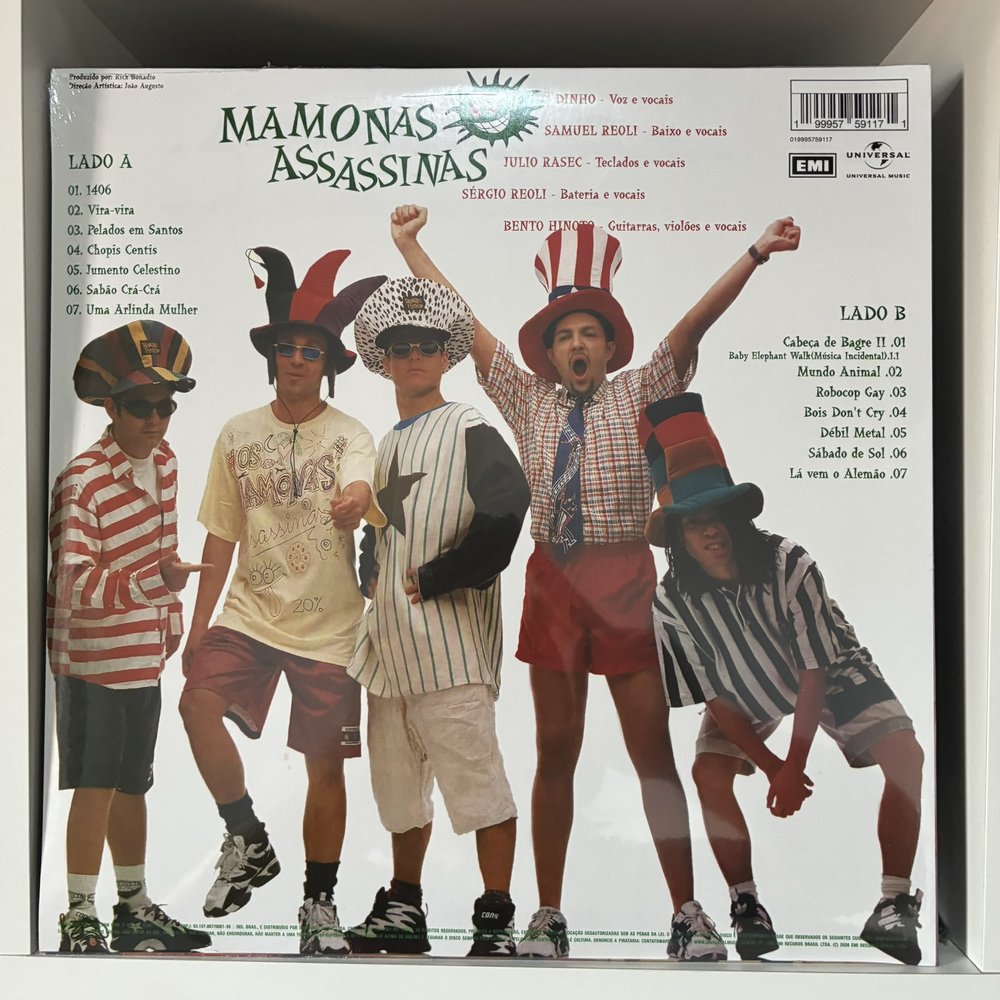 Produzido por: Rick Bonadio
Direção Artística: João Augusto
MAMONAS
ASSASSINAS
DINHO - Voz e vocais
SAMUEL REOLI - Baixo e vocais
JULIO RASEC - Teclados e vocais
SÉRGIO REOLI - Bateria e vocais
BENTO HINOTO - Guitarras, violões e vocais
1 99957 59117 1
019995759117
EMI
UNIVERSAL
UNIVERSAL MUSIC
LADO A
01. 1406
02. Vira-vira
03. Pelados em Santos
04. Chopis Centis
05. Jumento Celestino
06. Sabão Crá-Crá
07. Uma Arlinda Mulher
LADO B
Cabeça de Bagre II .01
Baby Elephant Walk(Música Incidental).1.1
Mundo Animal .02
Robocop Gay .03
Bois Don't Cry .04
Débil Metal .05
Sábado de Sol .06
Lá vem o Alemão .07
OS
MAMONAS
assassinas
20%
CONS